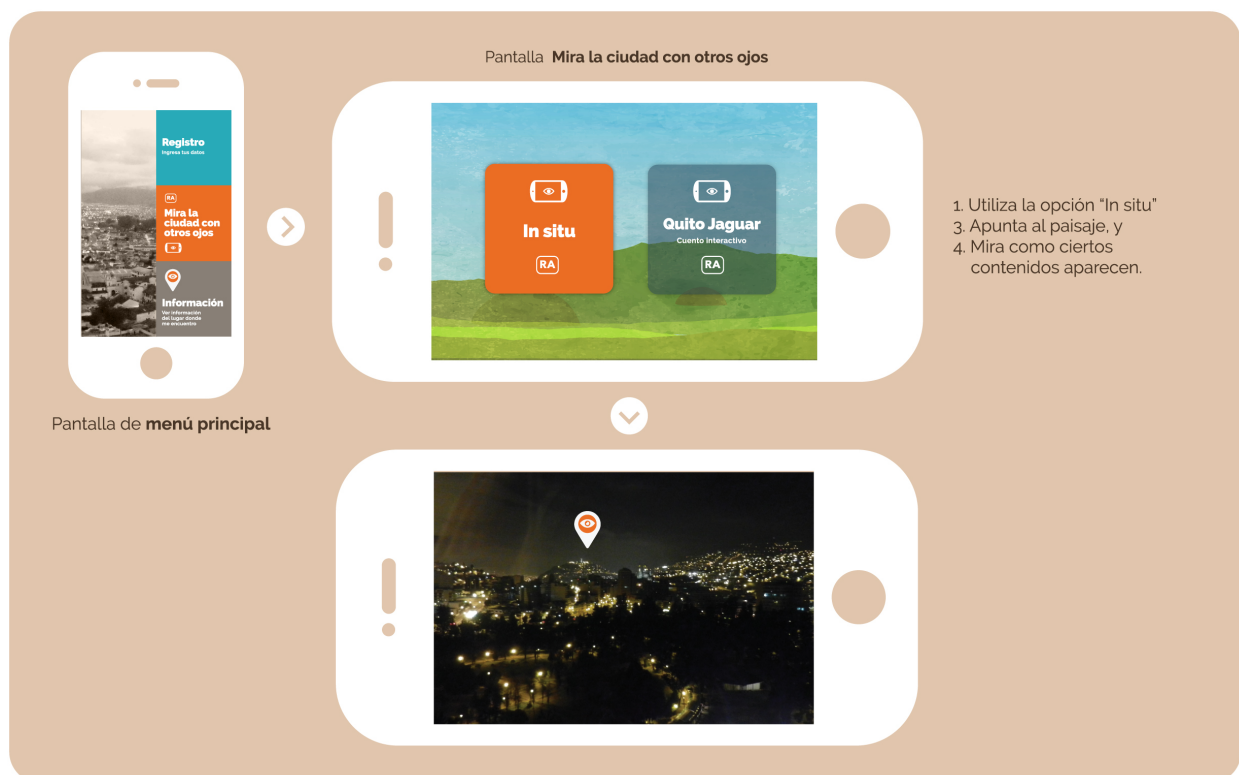 Pantalla Mira la ciudad con otros ojos
Registro
Ingresa tus datos
RA
Mira la
ciudad con
otros ojos
Información
Ver información
del lugar donde
me encuentro
Pantalla de menú principal
In situ
RA
Quito Jaguar
Cuento interactivo
RA
1. Utiliza la opción “In situ”
3. Apunta al paisaje, y
4. Mira como ciertos
contenidos aparecen.